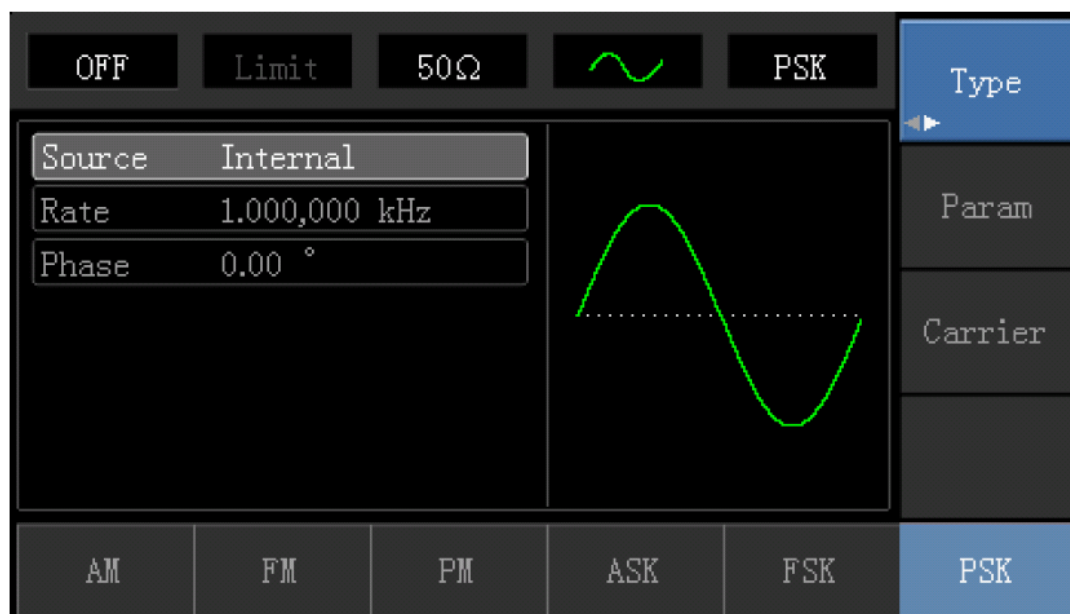 OFF Limit 50Ω PSK
Type
Source Internal
Rate 1.000,000 kHz
Phase 0.00 °
Param
Carrier
AM FM PM ASK FSK PSK